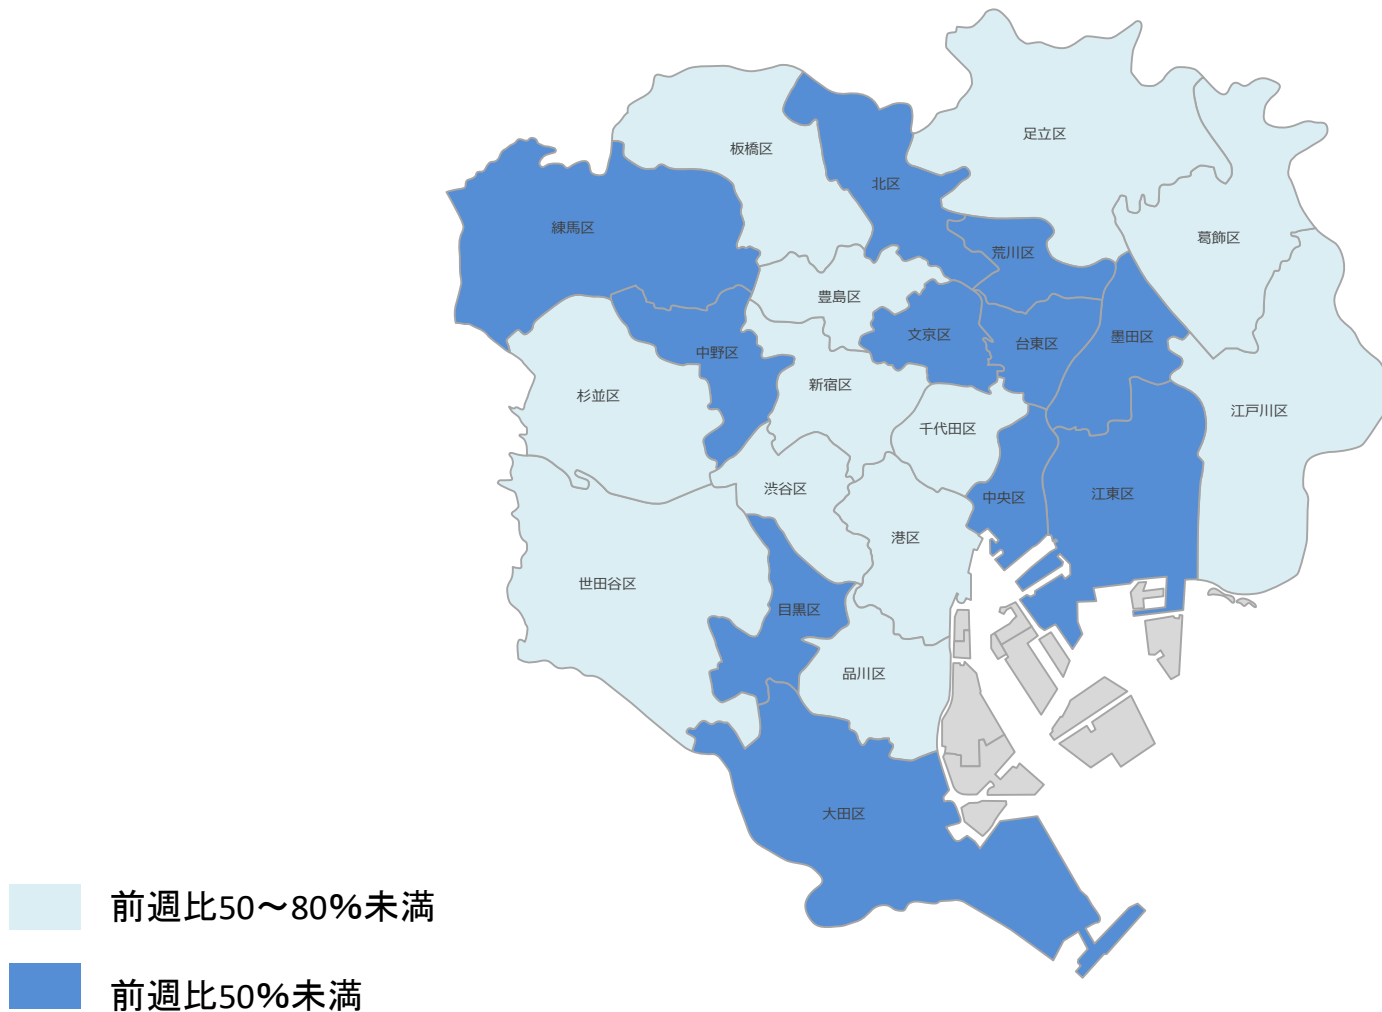 足立区
板橋区
北区
練馬区
葛飾区
荒川区
豊島区
文京区
台東区
墨田区
中野区
新宿区
杉並区
江戸川区
千代田区
渋谷区
中央区
江東区
港区
世田谷区
目黒区
品川区
大田区
前週比50～80%未満
前週比50%未満